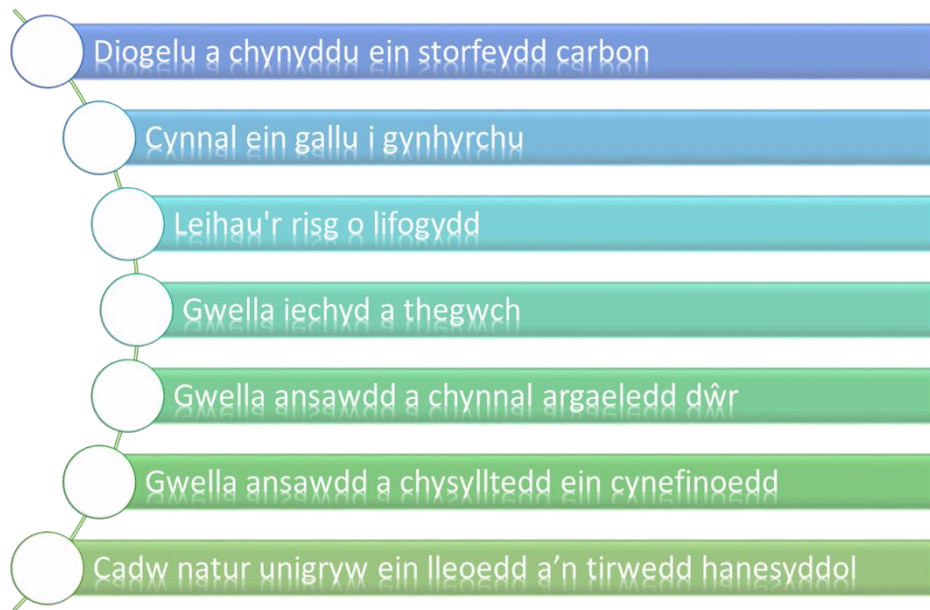 Diogelu a chynyddu ein storfeydd carbon
Cynnal ein gallu i gynhyrchu
Leihau'r risg o lifogydd
Gwella iechyd a thegwch
Gwella ansawdd a chynnal argaeledd dŵr
Gwella ansawdd a chysylltedd ein cynefinoedd
Cadw natur unigryw ein lleoedd a’n tirwedd hanesyddol